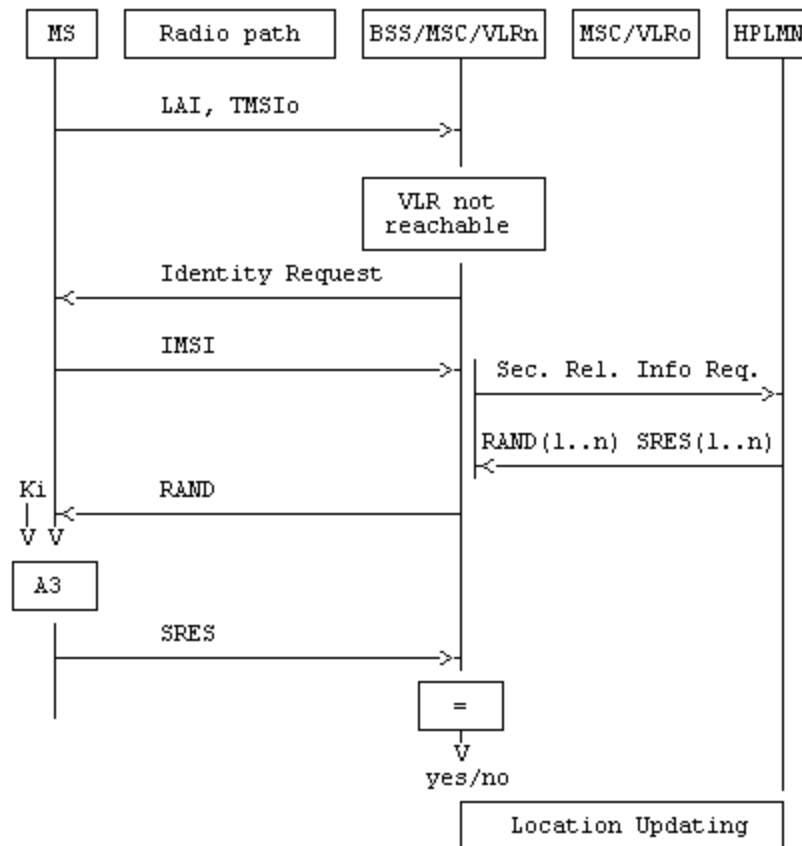 MS
Radio path
BSS/MSC/VLRn
MSC/VLRo
HPLMN
LAI, TMSIo
VLR not
reachable
Identity Request
IMSI
Sec. Rel. Info Req.
RAND(1..n) SRES(1..n)
Ki
RAND
A3
SRES
=
yes/no
Location Updating